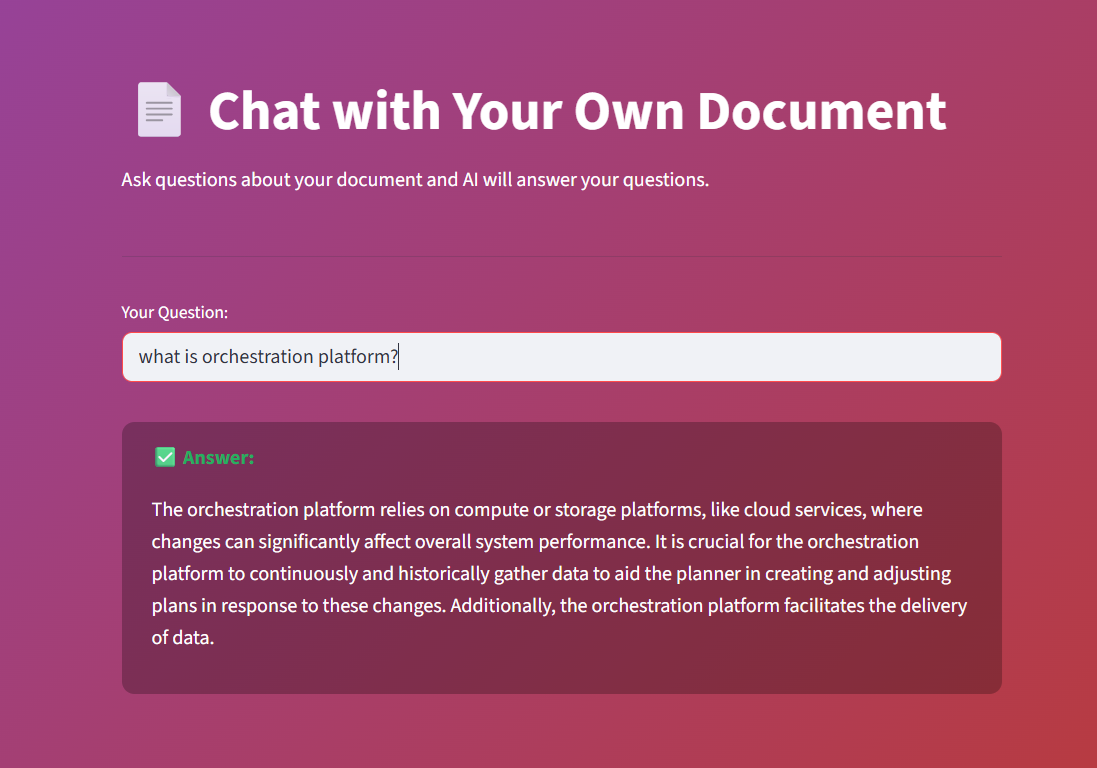 Chat with Your Own Document
Ask questions about your document and AI will answer your questions.
Your Question:
what is orchestration platform?
Answer:
The orchestration platform relies on compute or storage platforms, like cloud services, where
changes can significantly affect overall system performance. It is crucial for the orchestration
platform to continuously and historically gather data to aid the planner in creating and adjusting
plans in response to these changes. Additionally, the orchestration platform facilitates the delivery
of data.